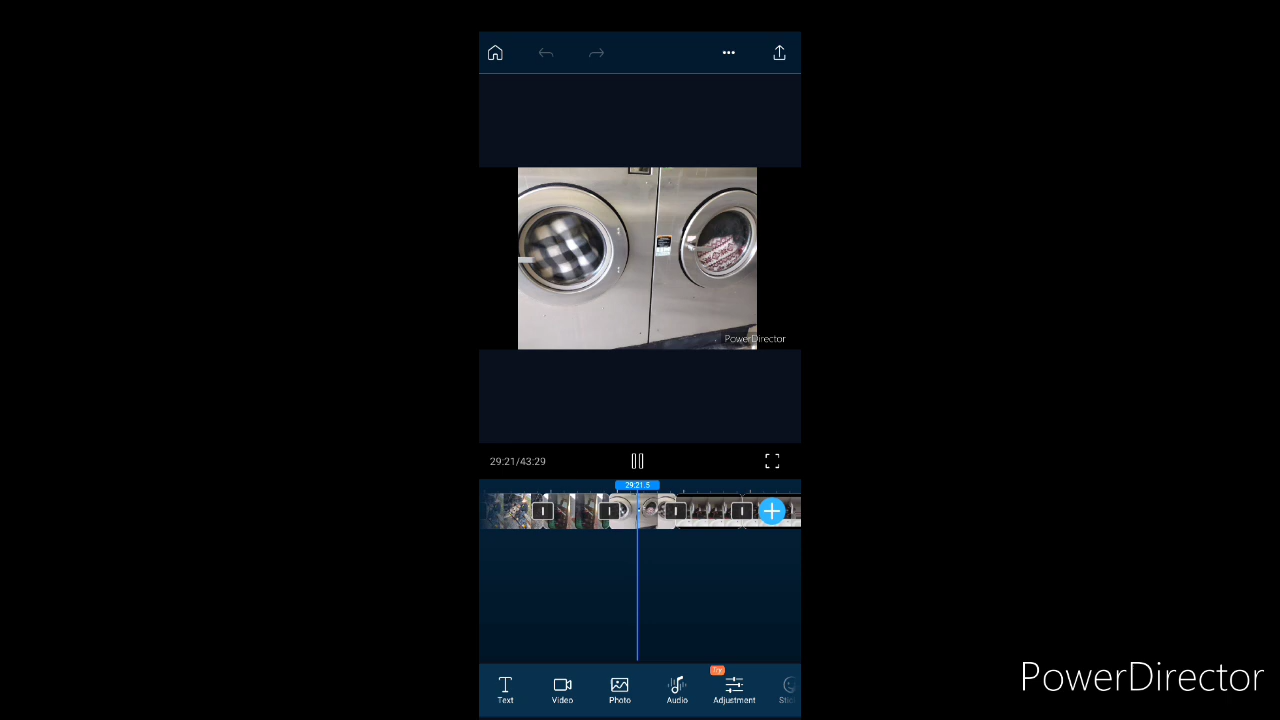 PowerDirector
29:21/43:29
29:21.5
Try
Text
Video
Photo
Audio
Adjustment
PowerDirector